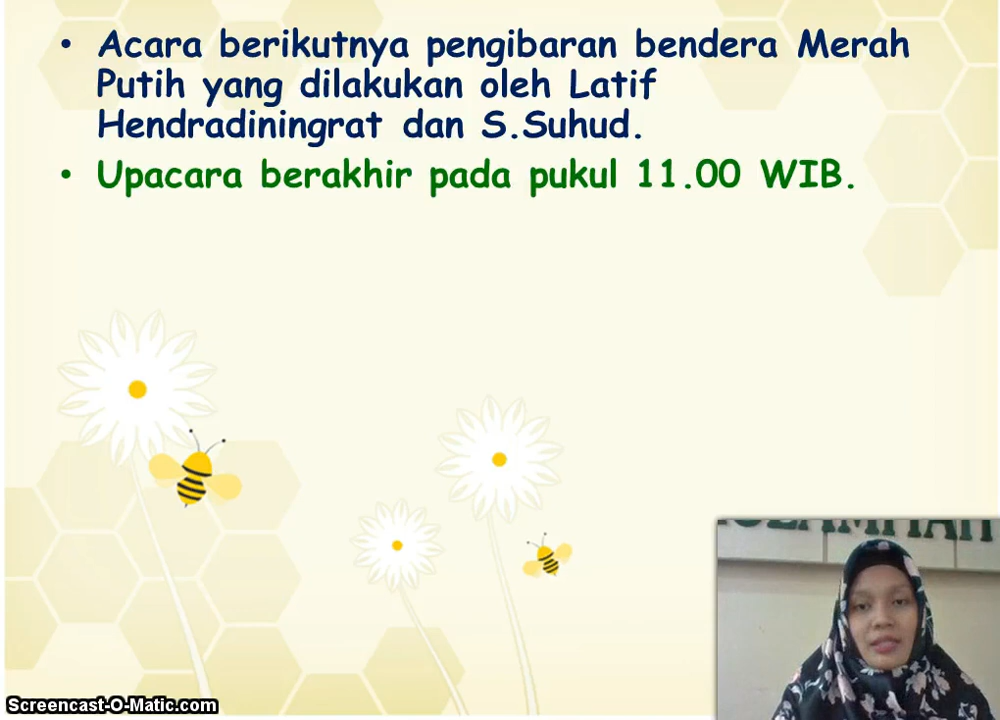 • Acara berikutnya pengibaran bendera Merah
Putih yang dilakukan oleh Latif
Hendradiningrat dan S.Suhud.
• Upacara berakhir pada pukul 11.00 WIB.
Screencast-O-Matic.com